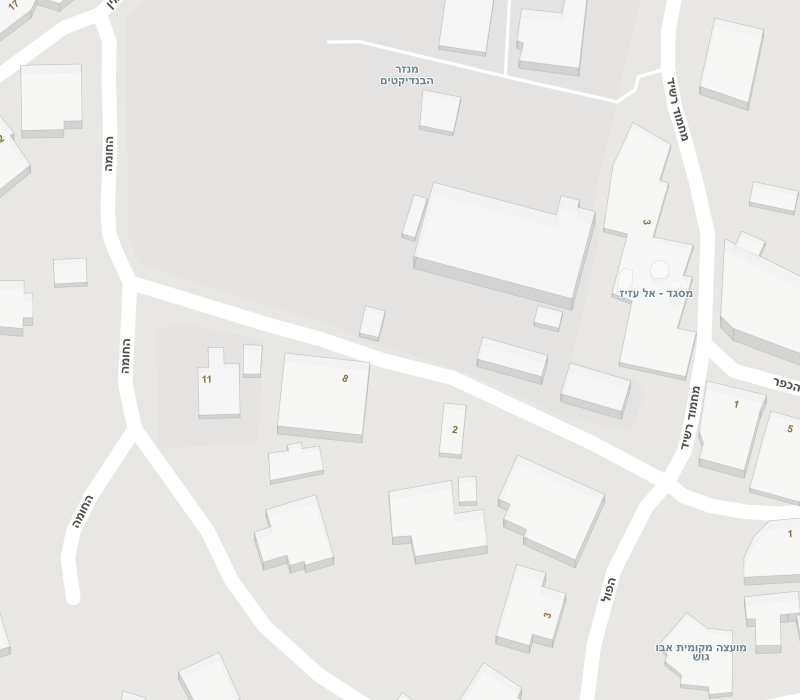 17
מנזר
הבנדיקטים
מחמוד רשיד
החומה
3
מסגד - אל עזיז
החומה
11
8
הכפר
מחמוד רשיד
1
5
2
החומה
1
הפול
3
מועצה מקומית אבו
גוש